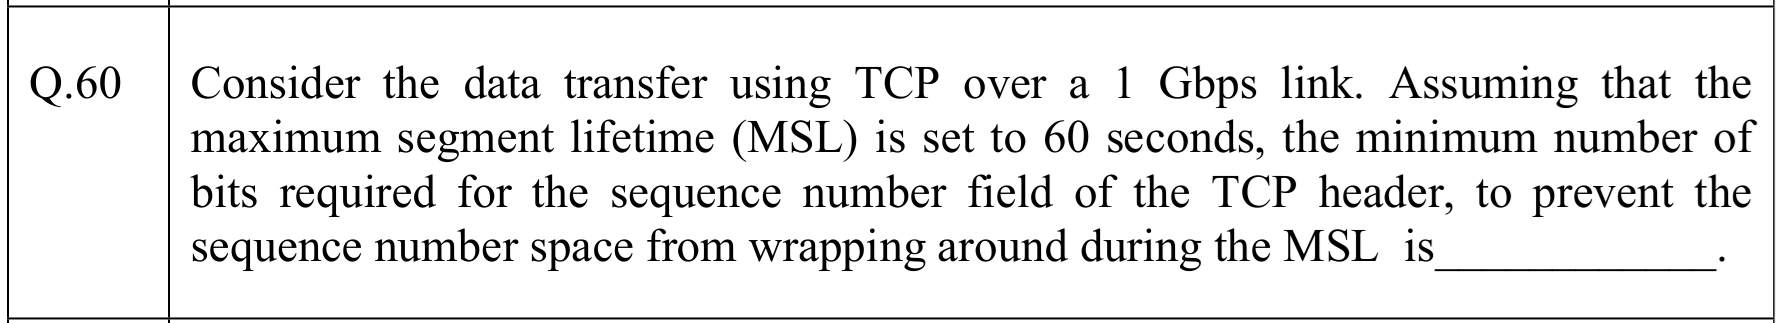 Q.60
Consider the data transfer using TCP over a 1 Gbps link. Assuming that the
maximum segment lifetime (MSL) is set to 60 seconds, the minimum number of
bits required for the sequence number field of the TCP header, to prevent the
sequence number space from wrapping around during the MSL is____________.